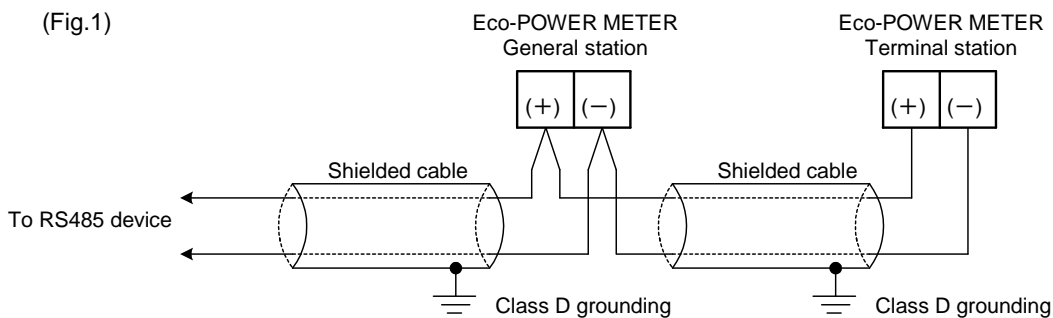 (Fig.1)
Eco-POWER METER
General station
Eco-POWER METER
Terminal station
(+) (−)
(+) (−)
Shielded cable
Shielded cable
To RS485 device
Class D grounding
Class D grounding